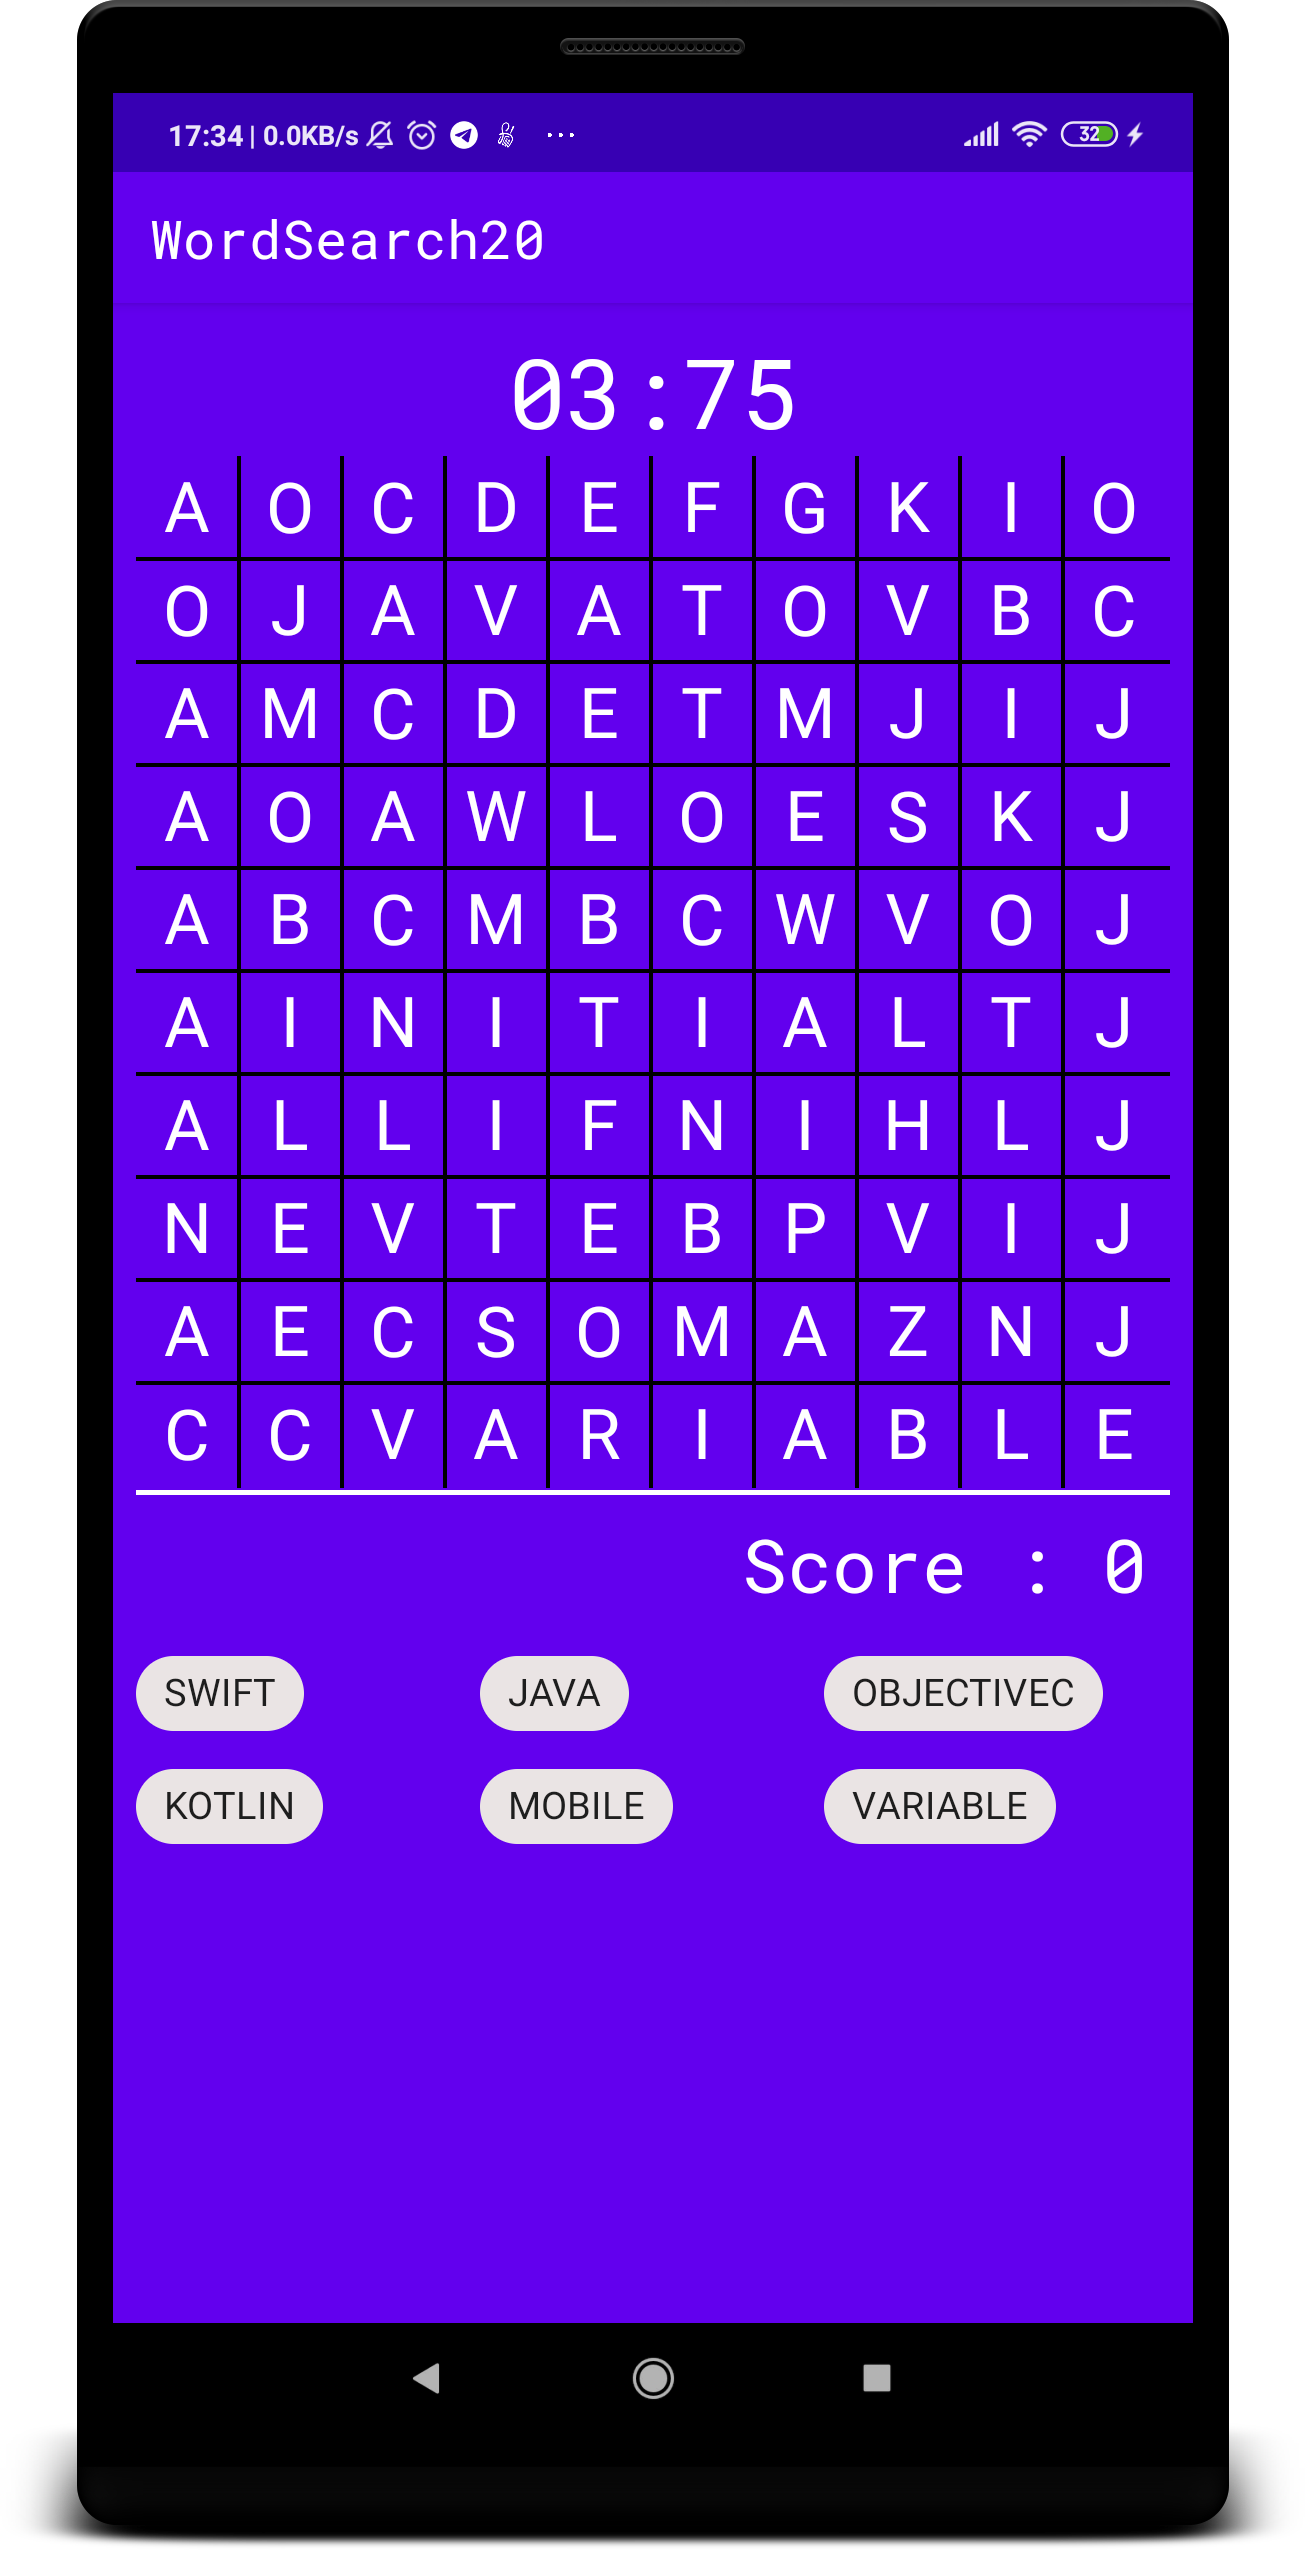 17:34 | 0.0KB/s ... 32
WordSearch20
03:75
A O C D E F G K I O
O J A V A T O V B C
A M C D E T M J I J
A O A W L O E S K J
A B C M B C W V O J
A I N I T I A L T J
A L L I F N I H L J
N E V T E B P V I J
A E C S O M A Z N J
C C V A R I A B L E
Score : 0
SWIFT JAVA OBJECTIVEC
KOTLIN MOBILE VARIABLE